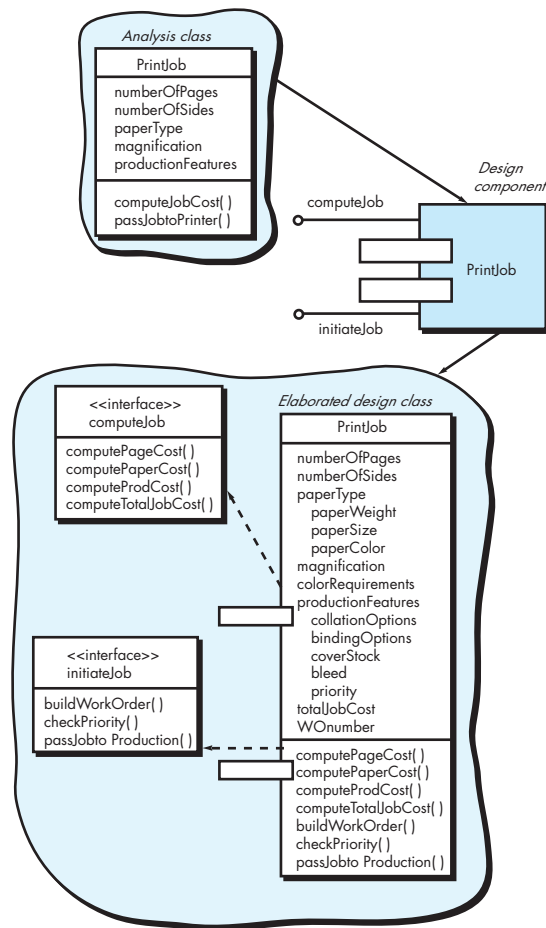 Analysis class
PrintJob
numberOfPages
numberOfSides
paperType
magnification
productionFeatures
computeJobCost( )
passJobtoPrinter( )
Design
component
computeJob
PrintJob
initiateJob
<<interface>>
computeJob
computePageCost( )
computePaperCost( )
computeProdCost( )
computeTotalJobCost( )
Elaborated design class
PrintJob
numberOfPages
numberOfSides
paperType
paperWeight
paperSize
paperColor
magnification
colorRequirements
productionFeatures
collationOptions
bindingOptions
coverStock
bleed
priority
totalJobCost
WOnumber
<<interface>>
initiateJob
buildWorkOrder( )
checkPriority( )
passJobto Production( )
computePageCost( )
computePaperCost( )
computeProdCost( )
computeTotalJobCost( )
buildWorkOrder( )
checkPriority( )
passJobto Production( )